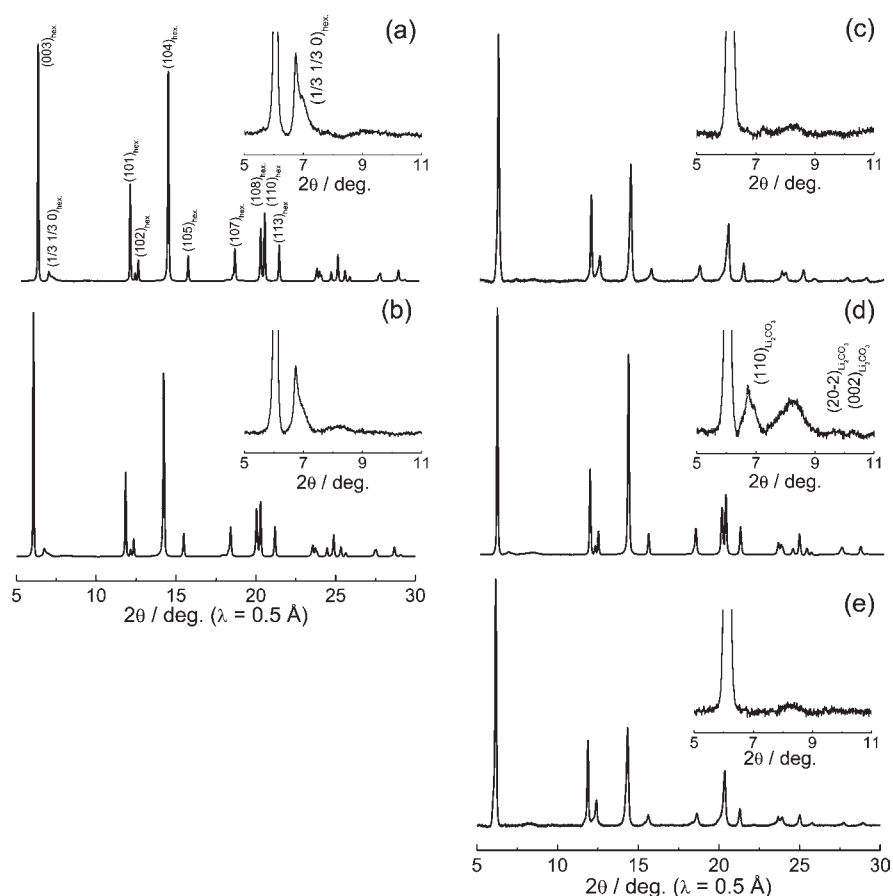 (a)
(003)hex.
(1/3 1/3 0)hex.
(101)hex.
(102)hex.
(104)hex.
(105)hex.
(107)hex.
(108)hex.
(110)hex.
(113)hex.
(1/3 1/3 0)hex.
5 7 9 11
2θ / deg.
(b)
5 7 9 11
2θ / deg.
5 10 15 20 25 30
2θ / deg. (λ = 0.5 Å)
(c)
5 7 9 11
2θ / deg.
(d)
(110)Li₂CO₃
(20-2)Li₂CO₃
(002)Li₂CO₃
5 7 9 11
2θ / deg.
(e)
5 7 9 11
2θ / deg.
5 10 15 20 25 30
2θ / deg. (λ = 0.5 Å)